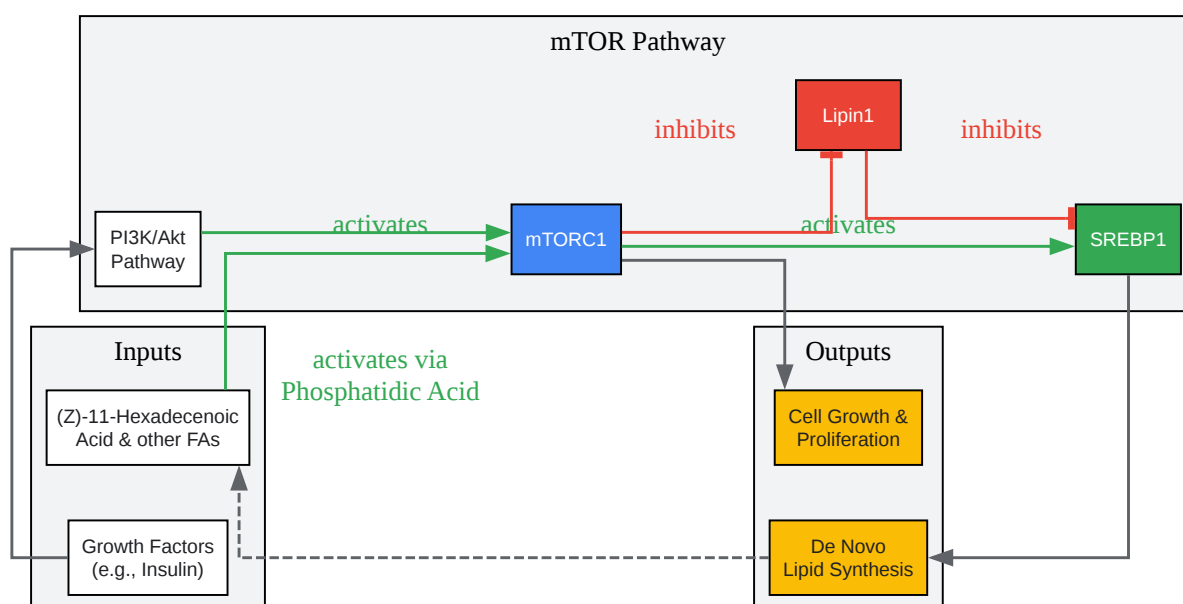 mTOR Pathway
Lipin1
inhibits
inhibits
PI3K/Akt
Pathway
activates
mTORC1
activates
SREBP1
Inputs
activates via
Phosphatidic Acid
Outputs
(Z)-11-Hexadecenoic
Acid & other FAs
Cell Growth &
Proliferation
Growth Factors
(e.g., Insulin)
De Novo
Lipid Synthesis